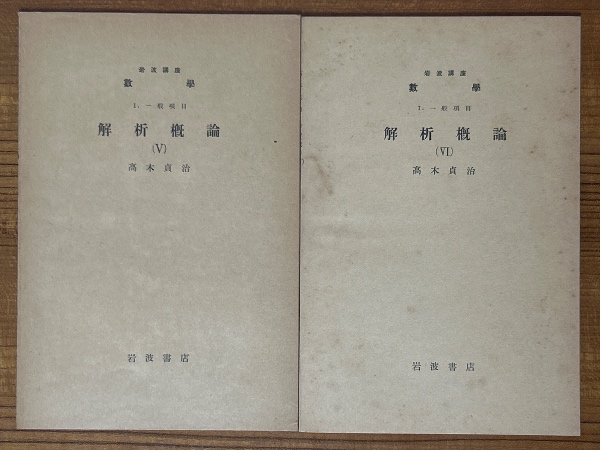 岩波講座
數學
I. 一般項目
解析概論
(V)
高木貞治
岩波書店
岩波講座
數學
I. 一般項目
解析概論
(VI)
高木貞治
岩波書店